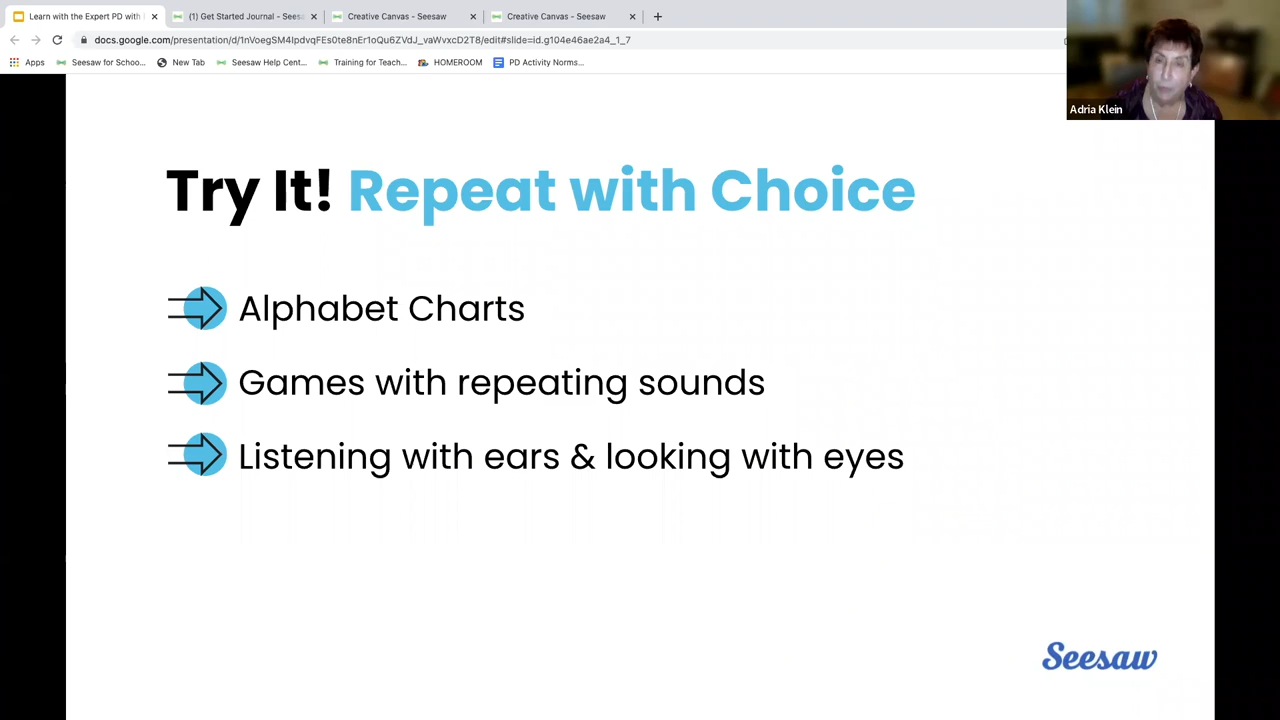 Learn with the Expert PD with
(1) Get Started Journal - Seesa
Creative Canvas - Seesaw
Creative Canvas - Seesaw
docs.google.com/presentation/d/1nVoegSM4IpdvqFEs0te8nEr1oQu6ZVdJ_vaWvxcD2T8/edit#slide=id.g104e46ae2a4_1_7
Apps
Seesaw for Schoo...
New Tab
Seesaw Help Cent...
Training for Teach...
HOMEROOM
PD Activity Norms...
Adria Klein
Try It! Repeat with Choice
Alphabet Charts
Games with repeating sounds
Listening with ears & looking with eyes
Seesaw